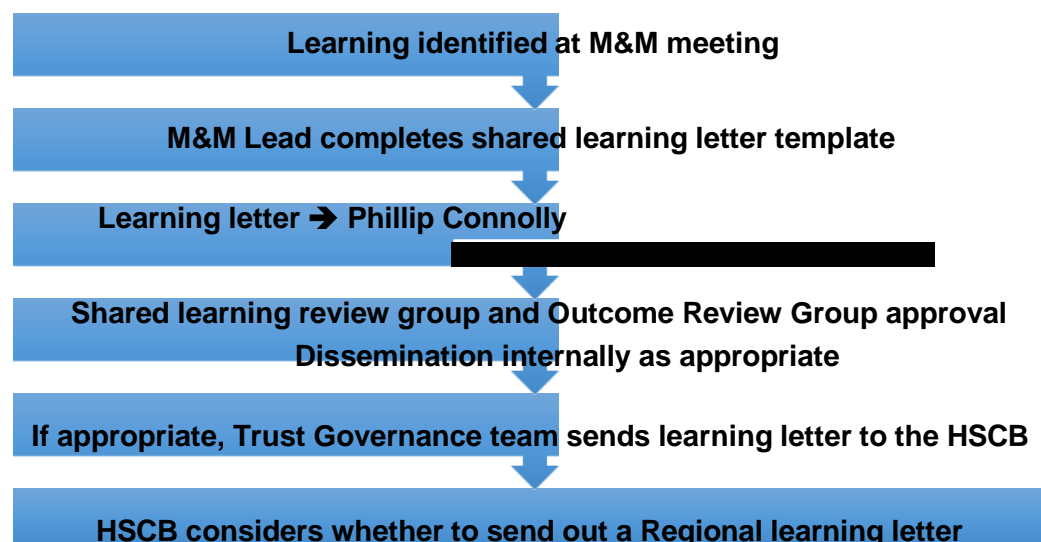 Learning identified at M&M meeting
M&M Lead completes shared learning letter template
Learning letter ➔ Phillip Connolly
Shared learning review group and Outcome Review Group approval
Dissemination internally as appropriate
If appropriate, Trust Governance team sends learning letter to the HSCB
HSCB considers whether to send out a Regional learning letter